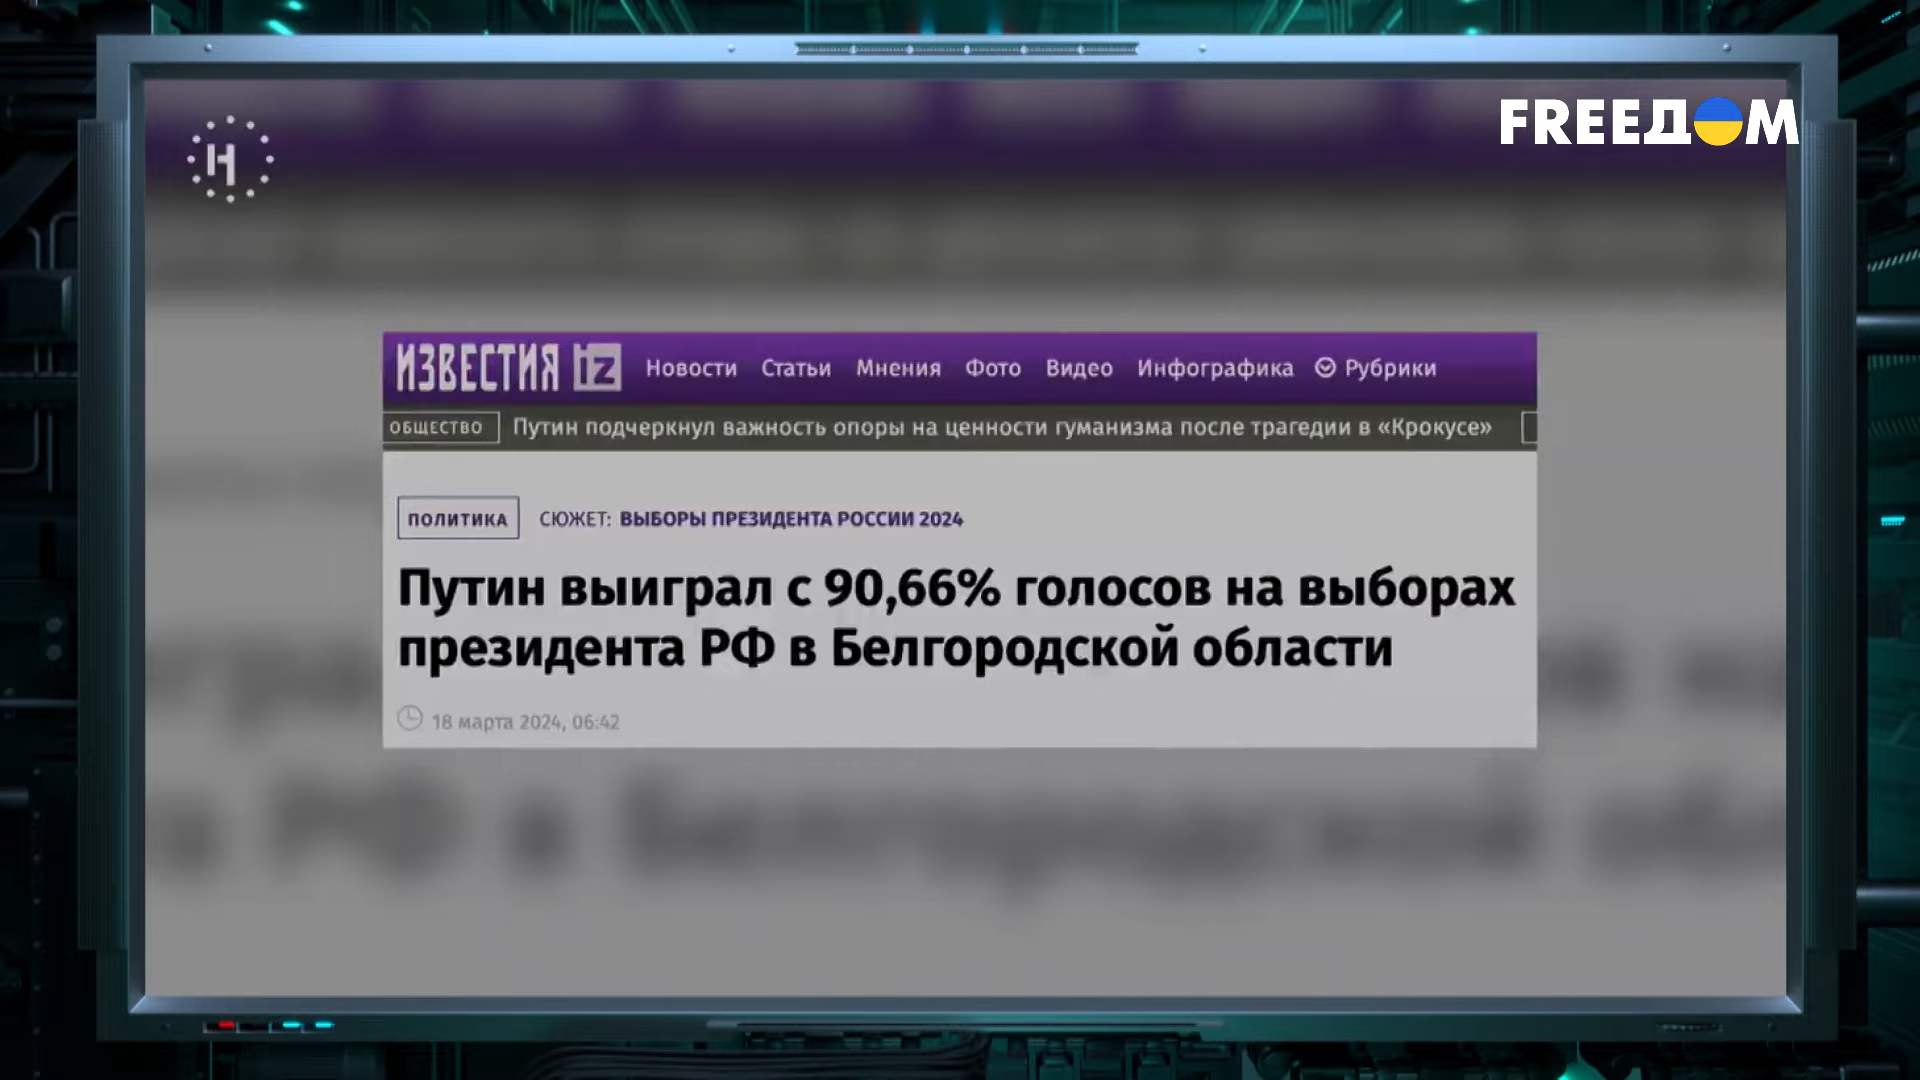 FREEДОМ
H
ИЗВЕСТИЯ iz Новости Статьи Мнения Фото Видео Инфографика Рубрики
ОБЩЕСТВО Путин подчеркнул важность опоры на ценности гуманизма после трагедии в «Крокусе»
ПОЛИТИКА СЮЖЕТ: ВЫБОРЫ ПРЕЗИДЕНТА РОССИИ 2024
Путин выиграл с 90,66% голосов на выборах
президента РФ в Белгородской области
18 марта 2024, 06:42